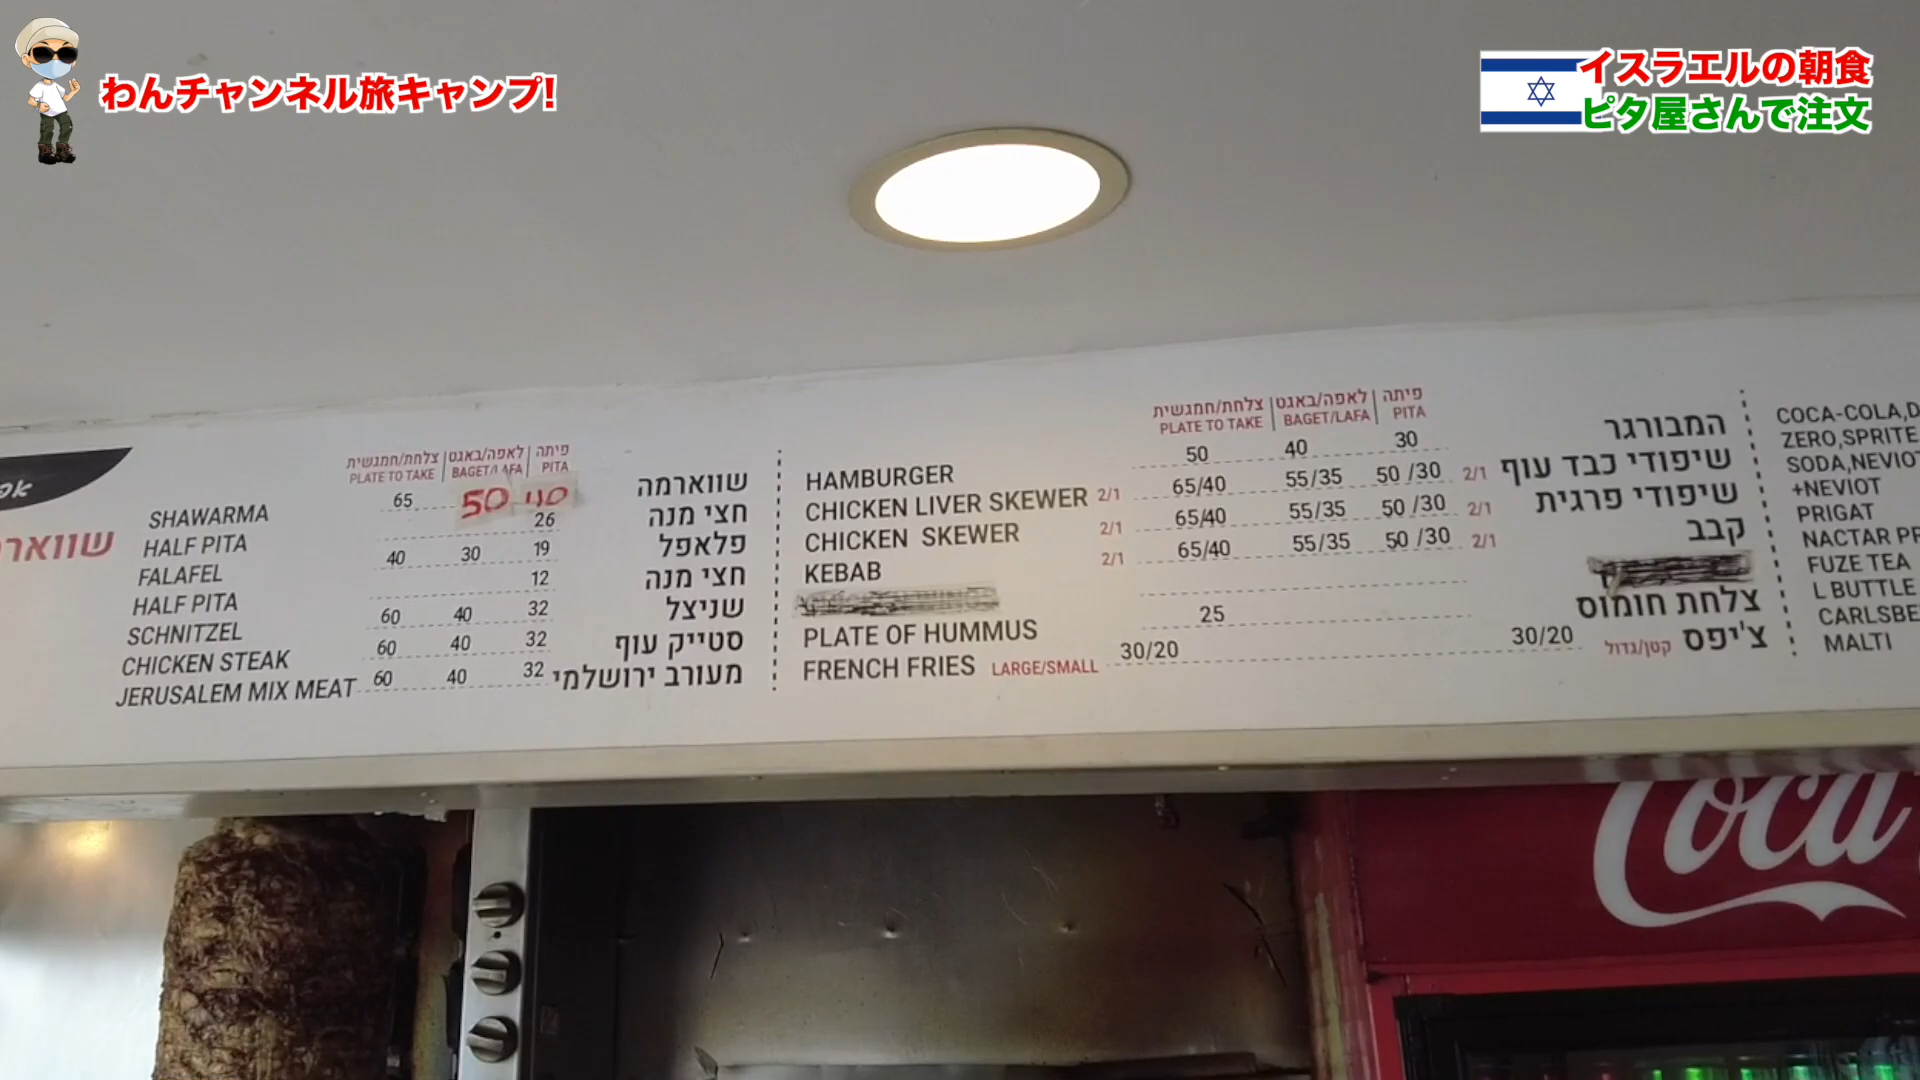 わんチャンネル旅キャンプ!
イスラエルの朝食
ピタ屋さんで注文
שווארמ
צלחת/חמגשית | לאפה/באגט | פיתה
PLATE TO TAKE | BAGET/LAFA | PITA
SHAWARMA 65 50 40 שווארמה
HALF PITA 26 חצי מנה
FALAFEL 40 30 19 פלאפל
HALF PITA 12 חצי מנה
SCHNITZEL 60 40 32 שניצל
CHICKEN STEAK 60 40 32 סטייק עוף
JERUSALEM MIX MEAT 60 40 32 מעורב ירושלמי
צלחת/חמגשית | לאפה/באגט | פיתה
PLATE TO TAKE | BAGET/LAFA | PITA
HAMBURGER 50 40 30 המבורגר
CHICKEN LIVER SKEWER 2/1 65/40 55/35 50 /30 2/1 שיפודי כבד עוף
CHICKEN SKEWER 2/1 65/40 55/35 50 /30 2/1 שיפודי פרגית
KEBAB 2/1 65/40 55/35 50 /30 2/1 קבב
PLATE OF HUMMUS 25 צלחת חומוס
FRENCH FRIES LARGE/SMALL 30/20 30/20 צ'יפס קטן/גדול
COCA-COLA,D
ZERO,SPRITE
SODA,NEVIOT
+NEVIOT
PRIGAT
NACTAR PR
FUZE TEA
L BUTTLE
CARLSBE
MALTI
Coca